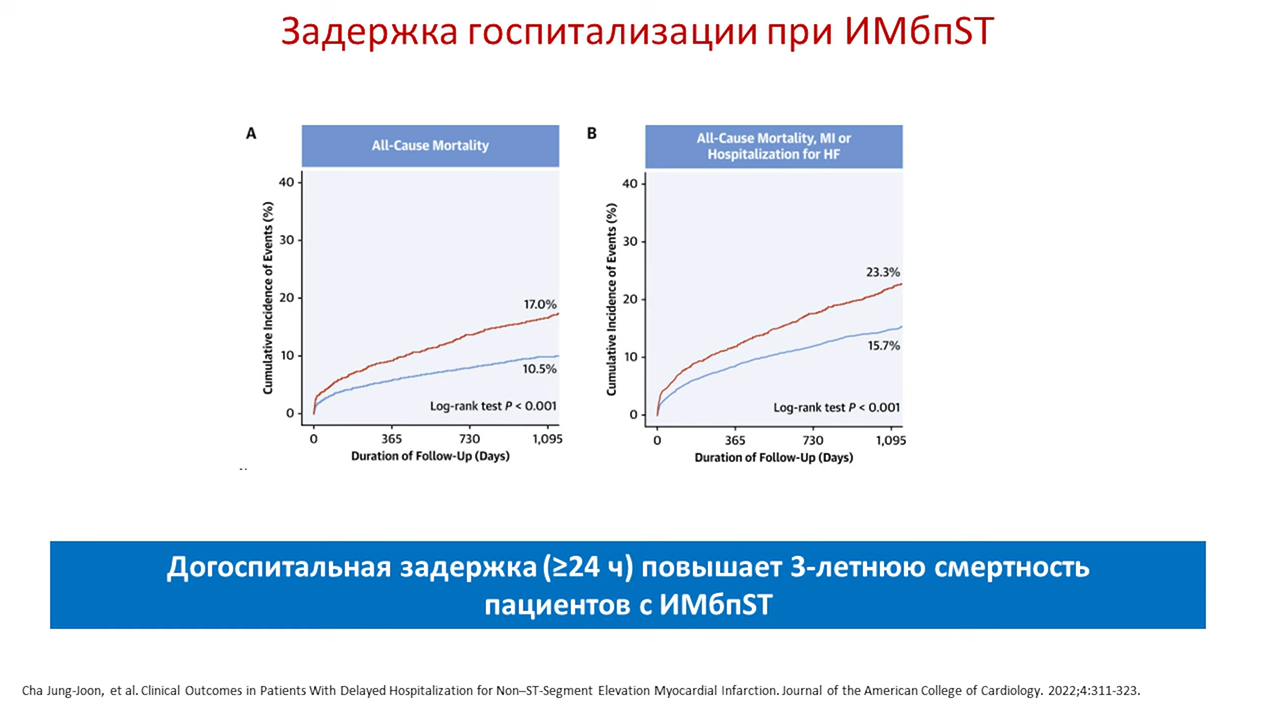 Задержка госпитализации при ИМбпST
A
All-Cause Mortality
Cumulative Incidence of Events (%)
40
30
20
10
0
17.0%
10.5%
Log-rank test P < 0.001
0 365 730 1,095
Duration of Follow-Up (Days)
B
All-Cause Mortality, MI or
Hospitalization for HF
Cumulative Incidence of Events (%)
40
30
20
10
0
23.3%
15.7%
Log-rank test P < 0.001
0 365 730 1,095
Duration of Follow-Up (Days)
Догоспитальная задержка (≥24 ч) повышает 3-летнюю смертность
пациентов с ИМбпST
Cha Jung-Joon, et al. Clinical Outcomes in Patients With Delayed Hospitalization for Non–ST-Segment Elevation Myocardial Infarction. Journal of the American College of Cardiology. 2022;4:311-323.